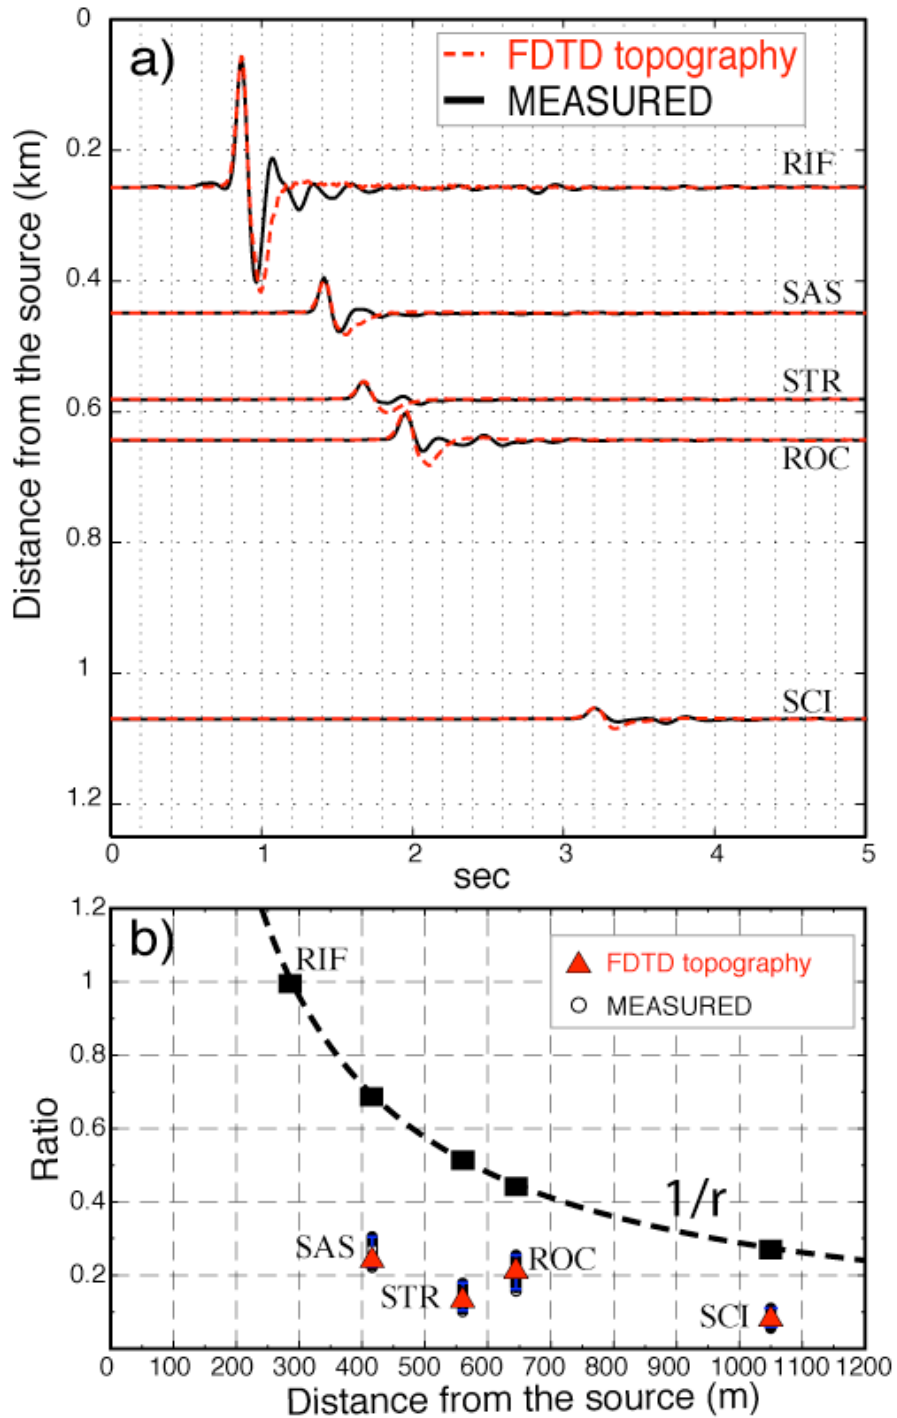 a)
FDTD topography
MEASURED
Distance from the source (km)
0
0.2
0.4
0.6
0.8
1
1.2
RIF
SAS
STR
ROC
SCI
0 1 2 3 4 5
sec
b)
FDTD topography
MEASURED
Ratio
1.2
1
0.8
0.6
0.4
0.2
RIF
1/r
SAS
ROC
STR
SCI
0 100 200 300 400 500 600 700 800 900 1000 1100 1200
Distance from the source (m)